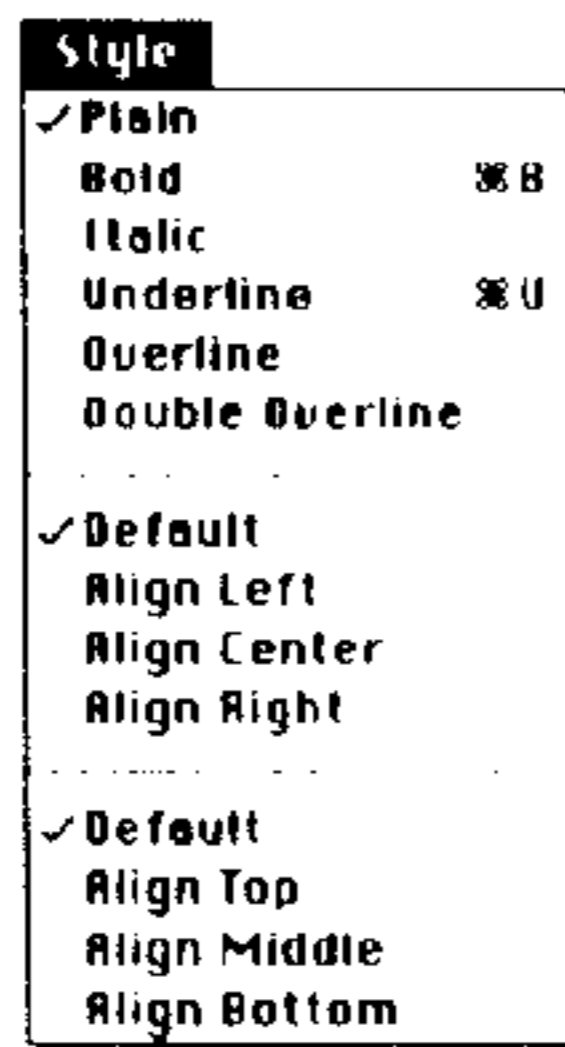 Style
✓ Plain
Bold ⌘B
Italic
Underline ⌘U
Overline
Double Overline
✓ Default
Align Left
Align Center
Align Right
✓ Default
Align Top
Align Middle
Align Bottom